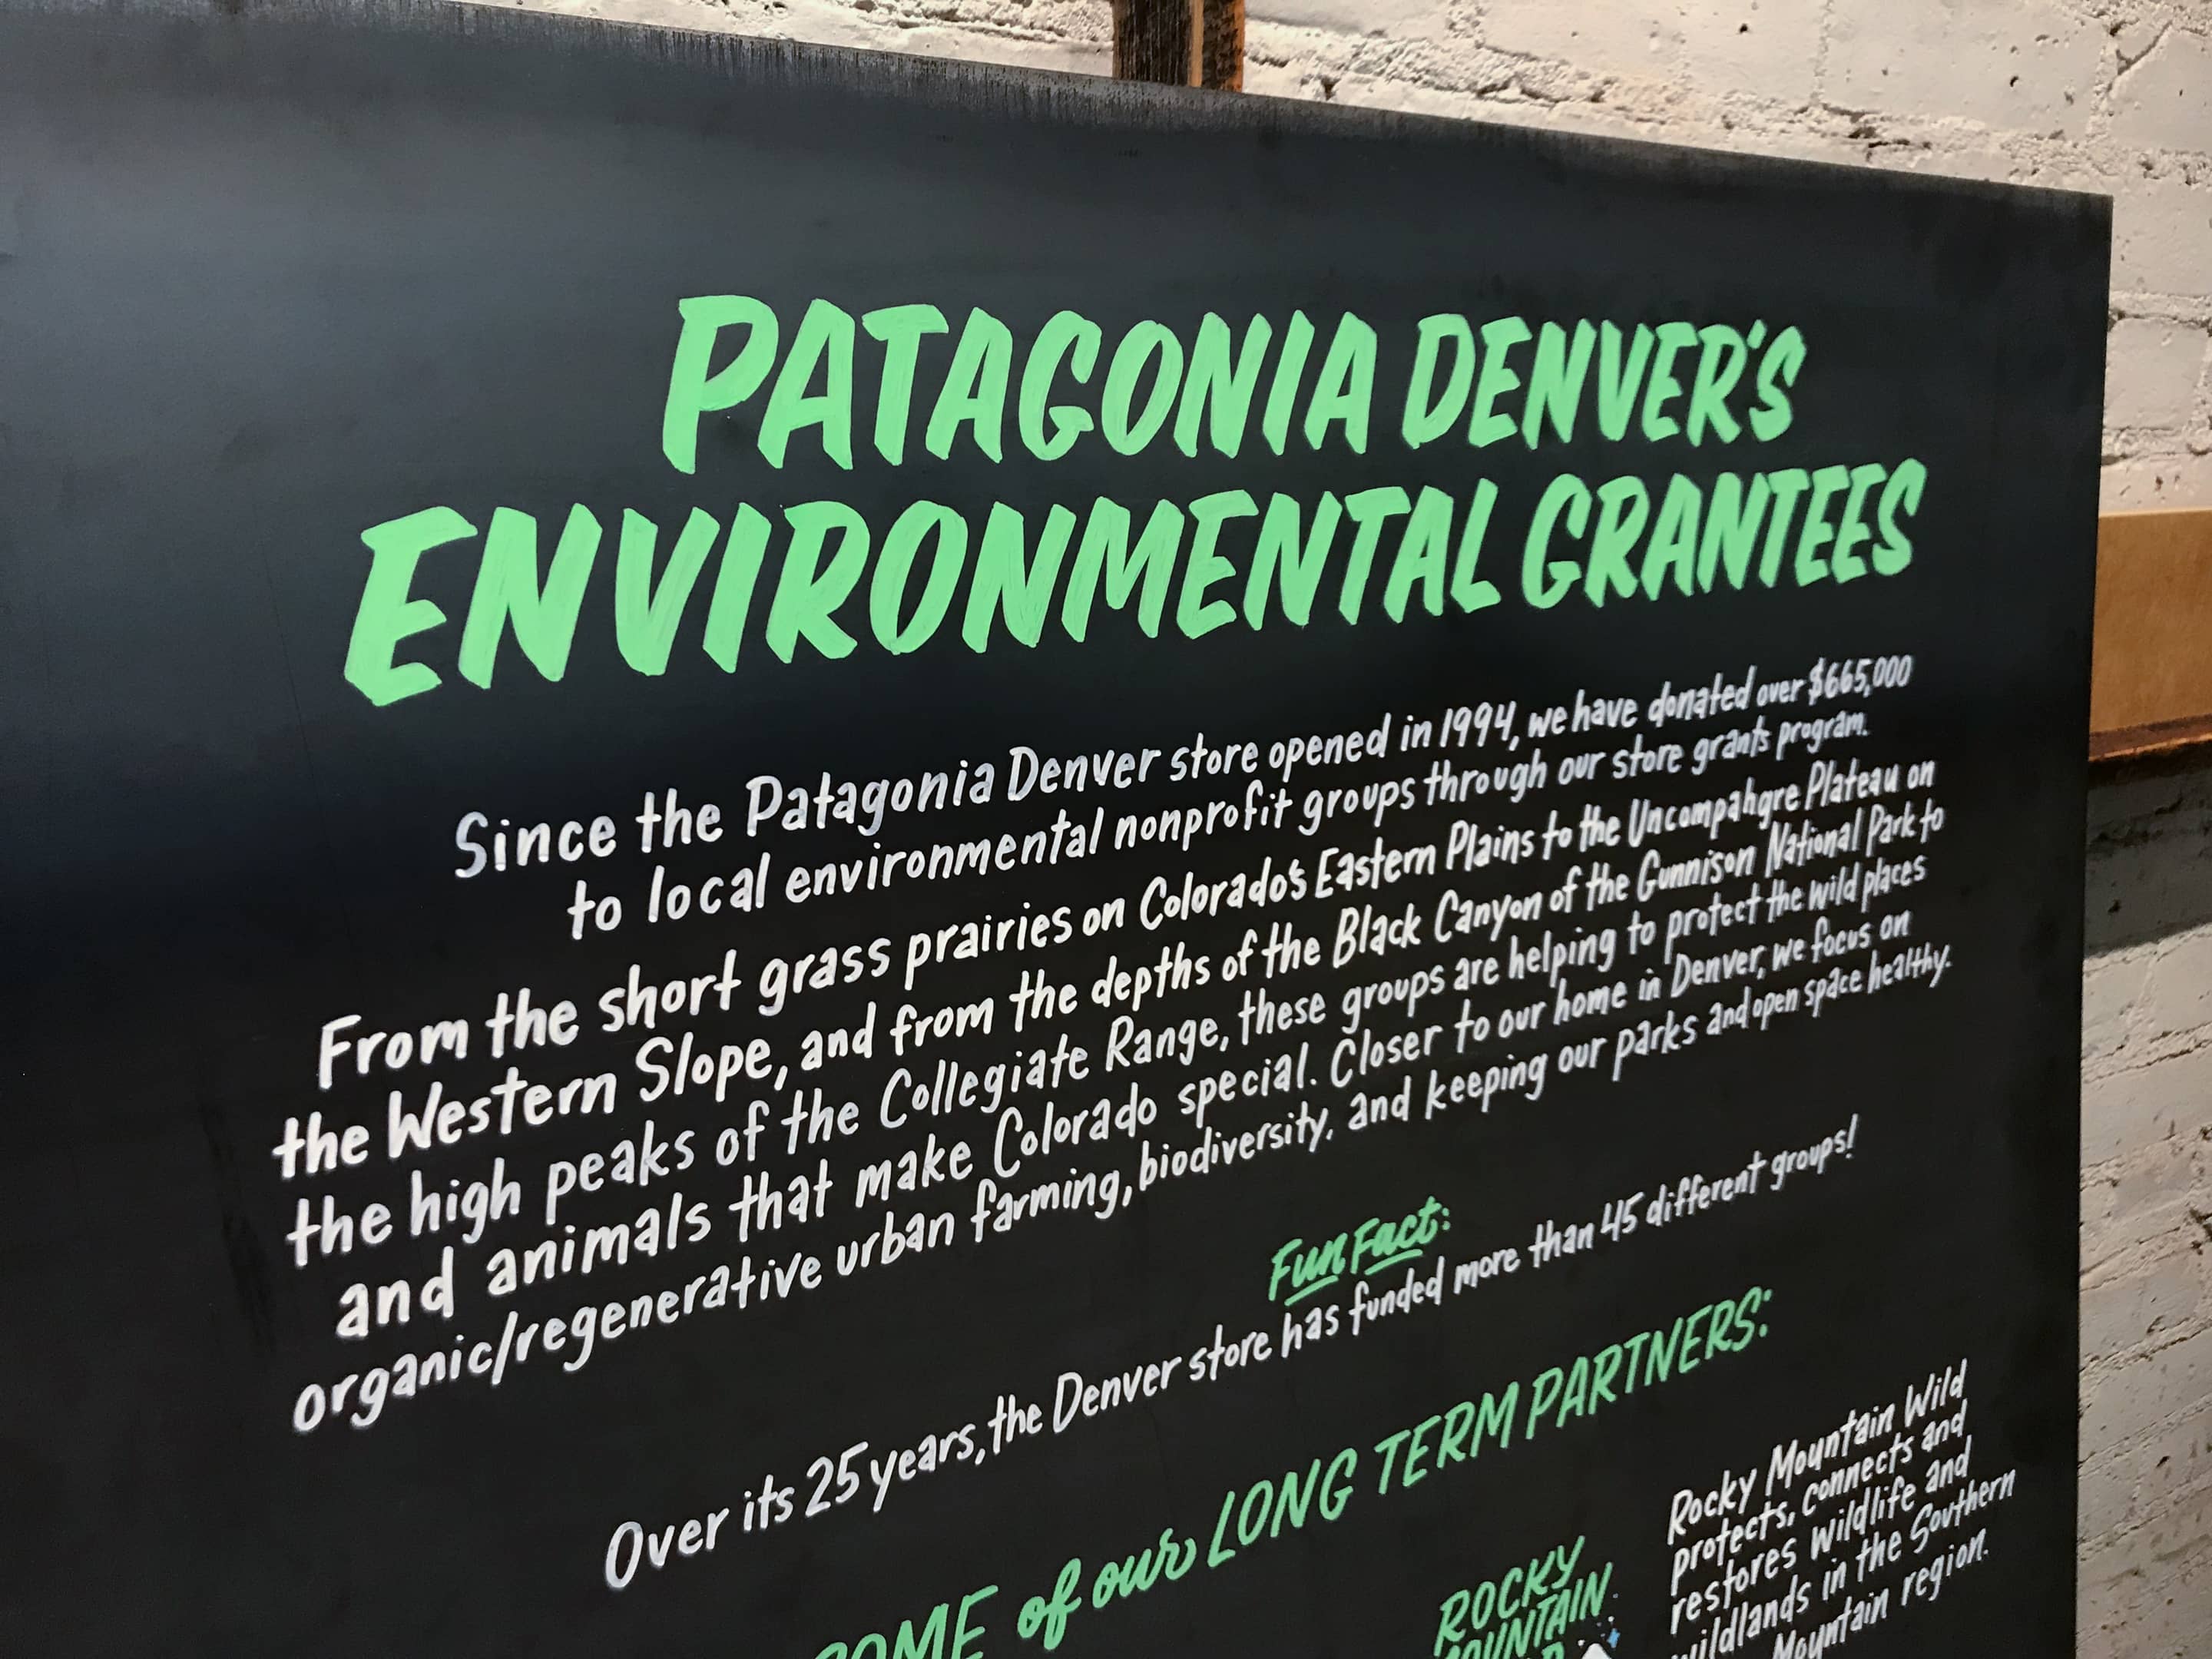 PATAGONIA DENVER'S
ENVIRONMENTAL GRANTEES
Since the Patagonia Denver store opened in 1994, we have donated over $665,000
to local environmental nonprofit groups through our store grants program.
From the short grass prairies on Colorado's Eastern Plains to the Uncompahgre Plateau on
the Western Slope, and from the depths of the Black Canyon of the Gunnison National Park to
the high peaks of the Collegiate Range, these groups are helping to protect the wild places
and animals that make Colorado special. Closer to our home in Denver, we focus on
organic/regenerative urban farming, biodiversity, and keeping our parks and open space healthy.
Fun Fact:
Over its 25 years, the Denver store has funded more than 45 different groups!
SOME of our LONG TERM PARTNERS:
ROCKY
MOUNTAIN
Rocky Mountain Wild
protects, connects and
restores wildlife and
wildlands in the Southern
Mountain region.